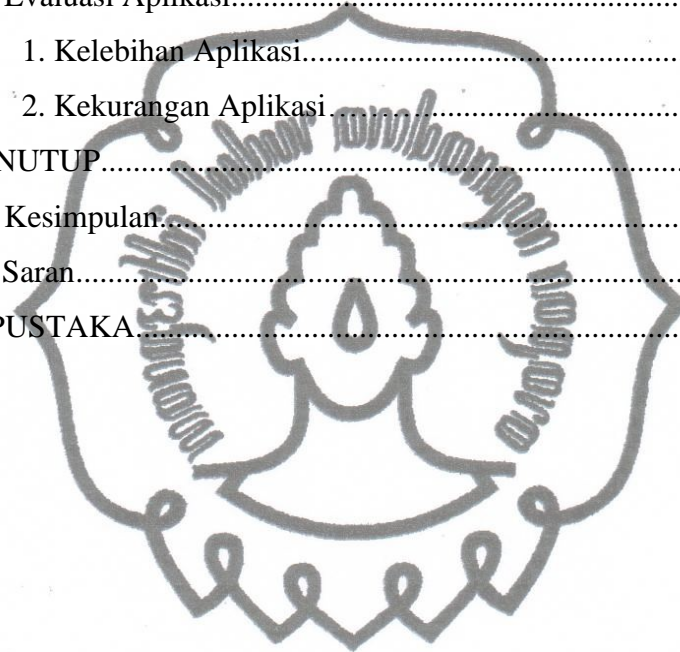 Evaluasi Aplikasi..........................................................
1. Kelebihan Aplikasi..................................................
2. Kekurangan Aplikasi................................................
NUTUP..........................................................................
Kesimpulan..................................................................
Saran.............................................................................
PUSTAKA.....................................................................